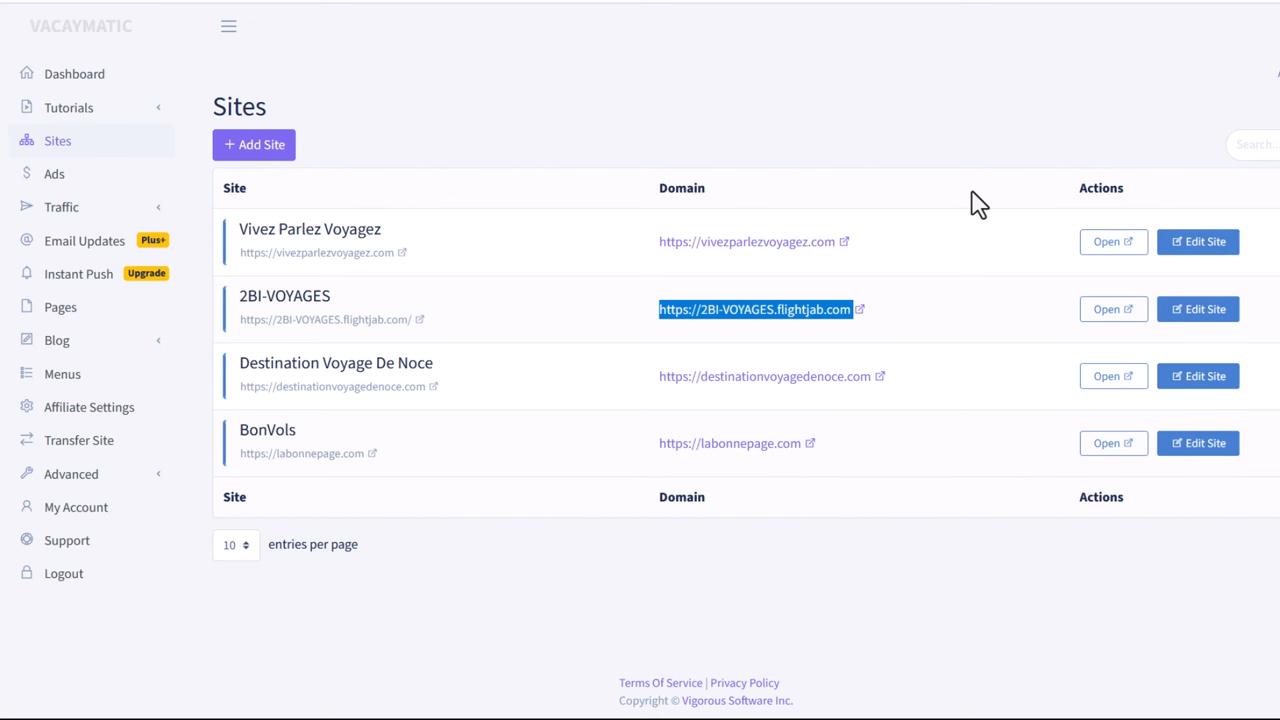 VACAYMATIC
Dashboard
Tutorials
Sites
Ads
Traffic
Email Updates Plus+
Instant Push Upgrade
Pages
Blog
Menus
Affiliate Settings
Transfer Site
Advanced
My Account
Support
Logout
Sites
+ Add Site
Search...
Site Domain Actions
Vivez Parlez Voyagez
https://vivezparlezvoyagez.com
https://vivezparlezvoyagez.com
Open Edit Site
2BI-VOYAGES
https://2BI-VOYAGES.flightjab.com/
https://2BI-VOYAGES.flightjab.com
Open Edit Site
Destination Voyage De Noce
https://destinationvoyagedenoce.com
https://destinationvoyagedenoce.com
Open Edit Site
BonVols
https://labonnepage.com
https://labonnepage.com
Open Edit Site
Site Domain Actions
10 entries per page
Terms Of Service | Privacy Policy
Copyright © Vigorous Software Inc.